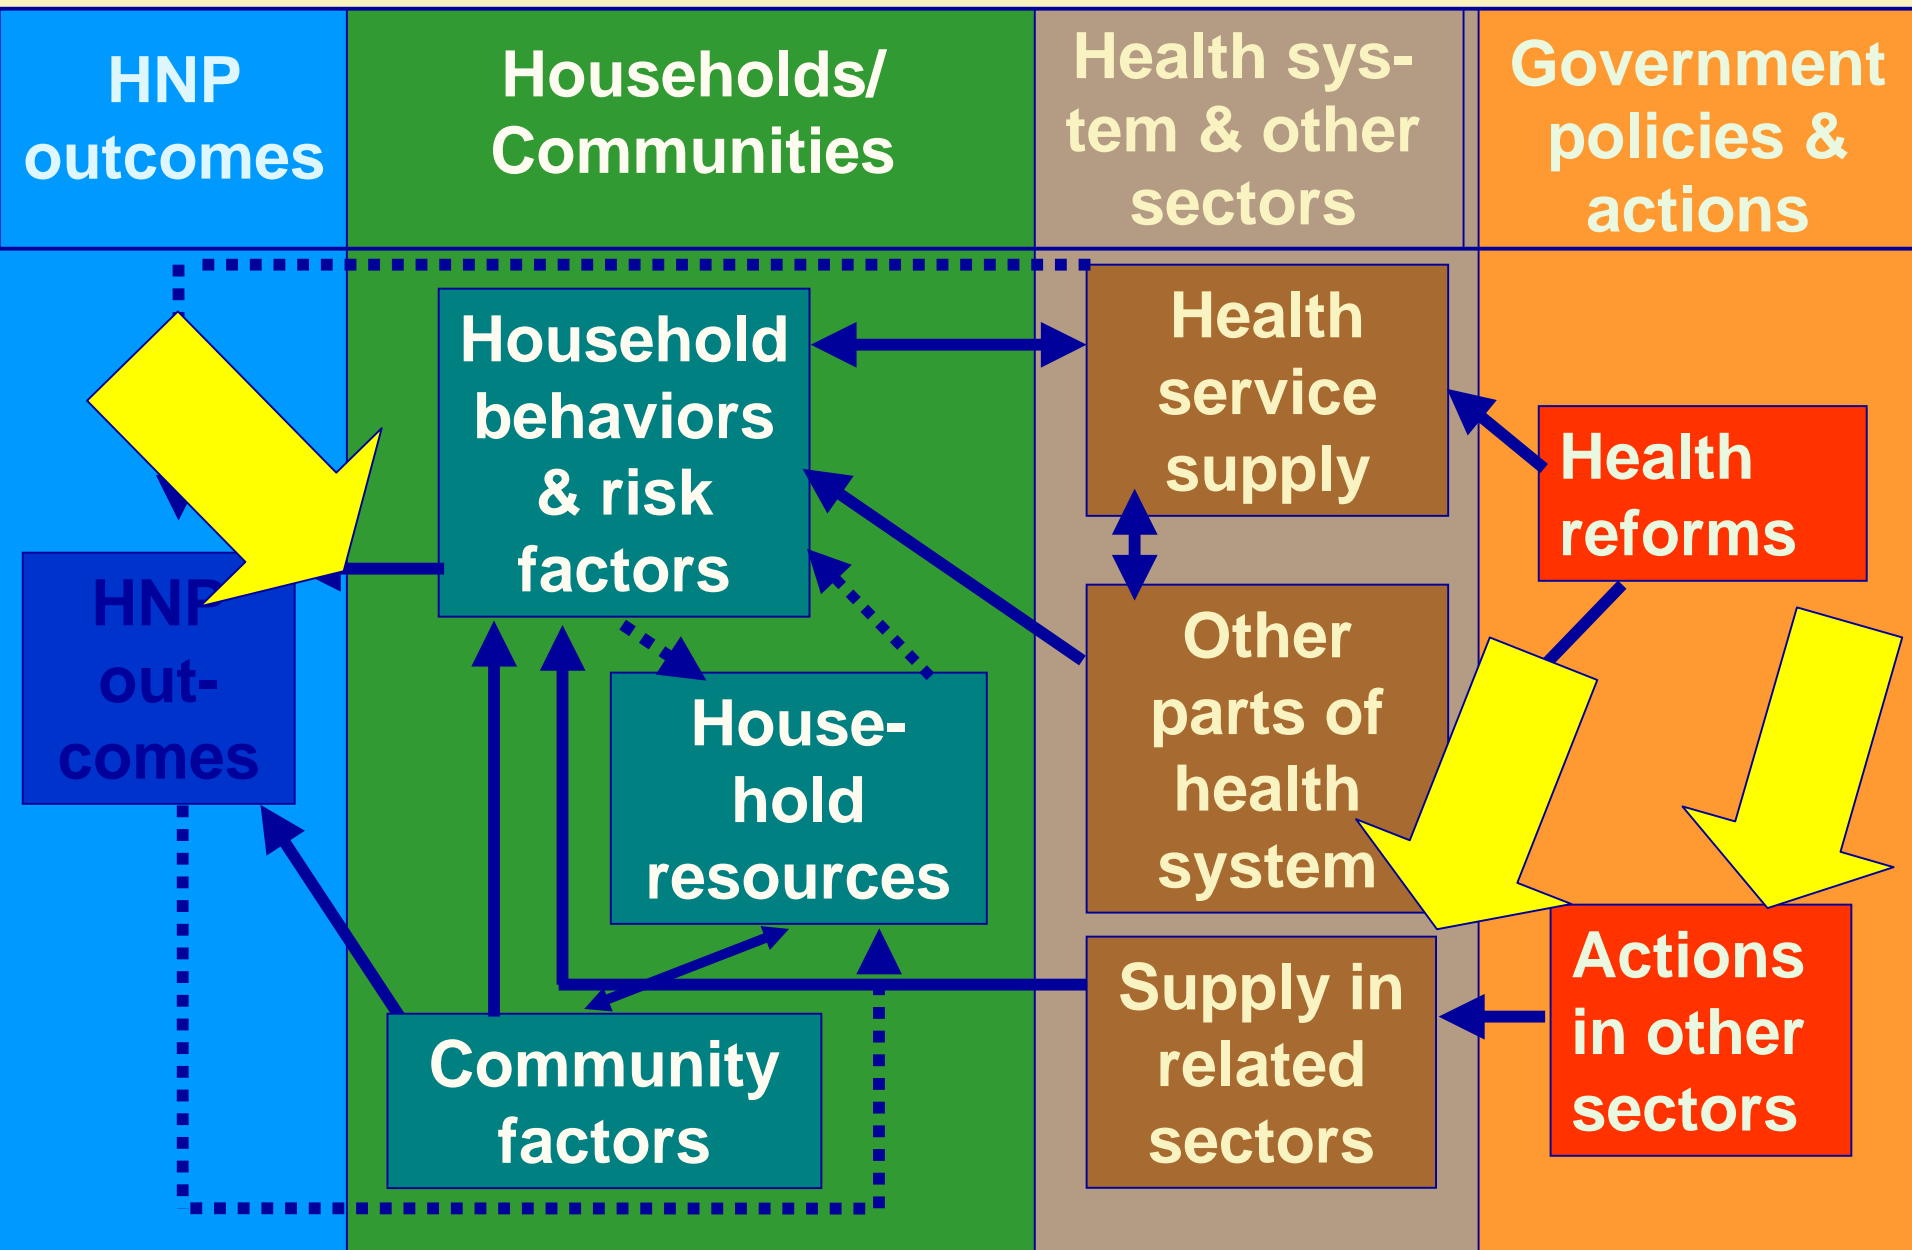 HNP
outcomes
Households/
Communities
Health sys-
tem & other
sectors
Government
policies &
actions
Household
behaviors
& risk
factors
Health
service
supply
Health
reforms
HNP
out-
comes
House-
hold
resources
Other
parts of
health
system
Community
factors
Supply in
related
sectors
Actions
in other
sectors